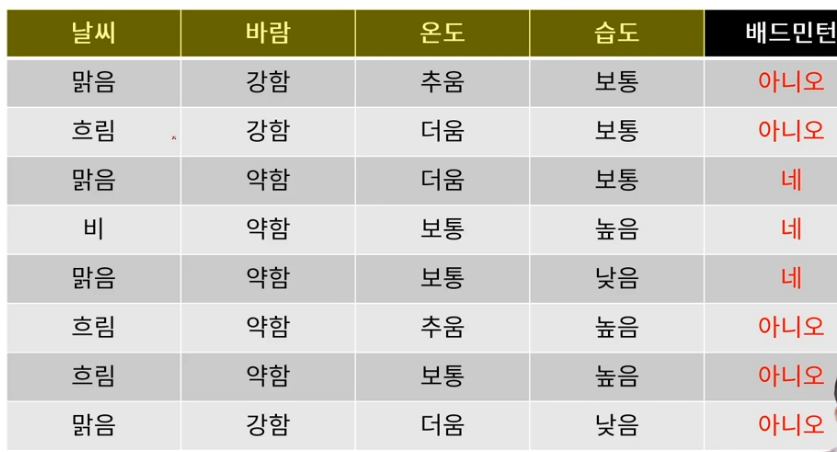 날씨 바람 온도 습도 배드민턴
맑음 강함 추움 보통 아니오
흐림 강함 더움 보통 아니오
맑음 약함 더움 보통 네
비 약함 보통 높음 네
맑음 약함 보통 낮음 네
흐림 약함 추움 높음 아니오
흐림 약함 보통 높음 아니오
맑음 강함 더움 낮음 아니오